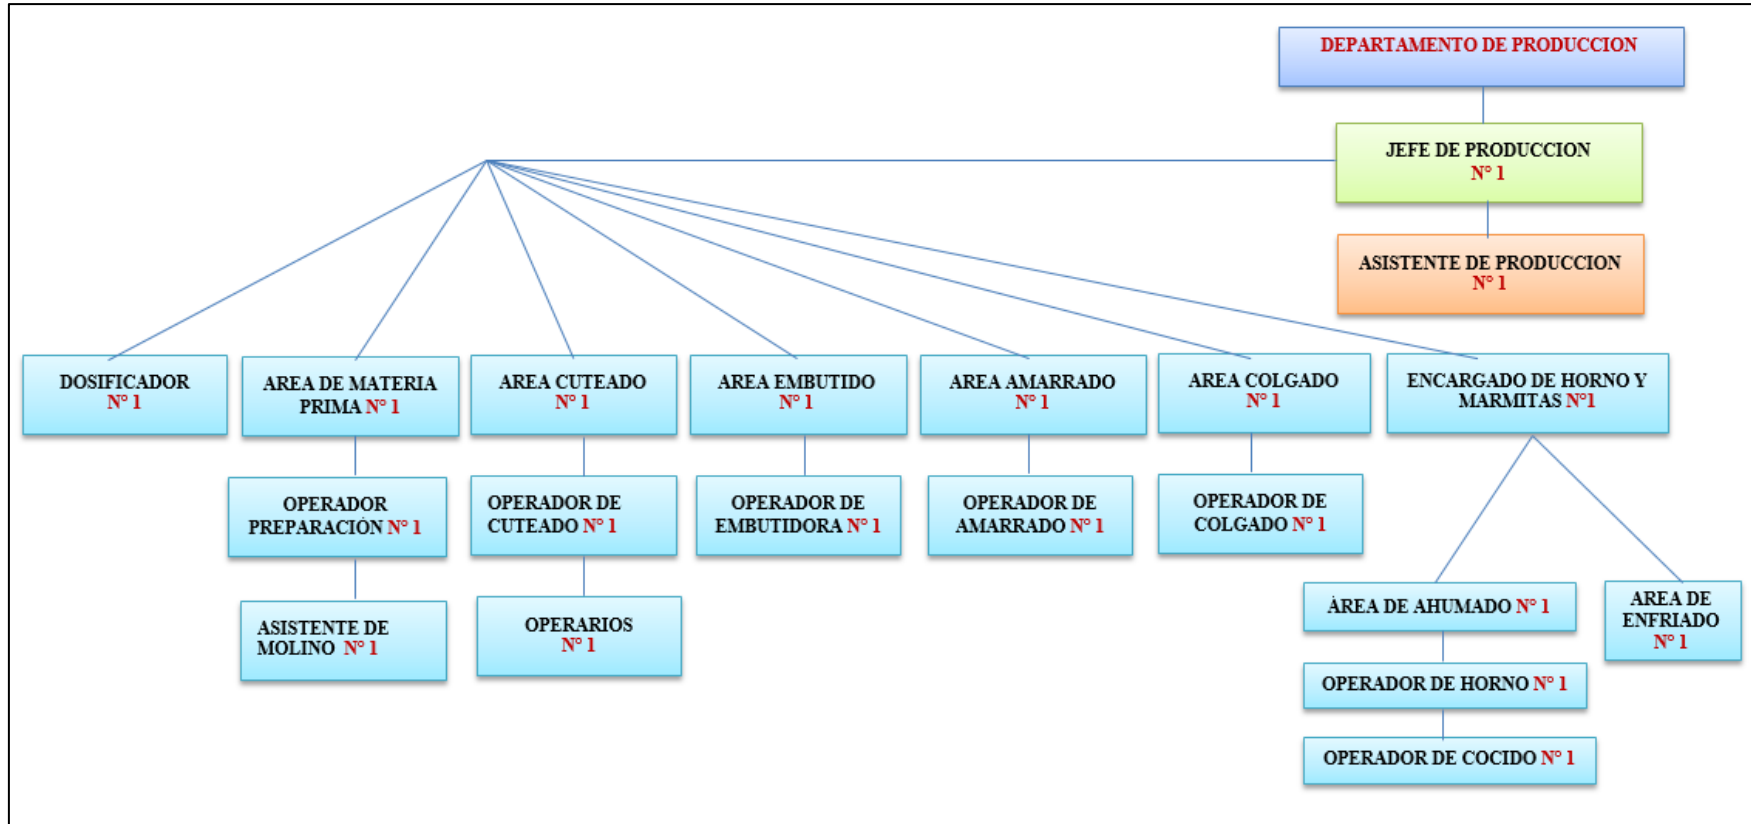 DEPARTAMENTO DE PRODUCCION
JEFE DE PRODUCCION
N° 1
ASISTENTE DE PRODUCCION
N° 1
DOSIFICADOR
N° 1
AREA DE MATERIA
PRIMA N° 1
AREA CUTEADO
N° 1
AREA EMBUTIDO
N° 1
AREA AMARRADO
N° 1
AREA COLGADO
N° 1
ENCARGADO DE HORNO Y
MARMITAS N°1
OPERADOR
PREPARACIÓN N° 1
OPERADOR DE
CUTEADO N° 1
OPERADOR DE
EMBUTIDORA N° 1
OPERADOR DE
AMARRADO N° 1
OPERADOR DE
COLGADO N° 1
ASISTENTE DE
MOLINO N° 1
OPERARIOS
N° 1
ÁREA DE AHUMADO N° 1
AREA DE
ENFRIADO
N° 1
OPERADOR DE HORNO N° 1
OPERADOR DE COCIDO N° 1